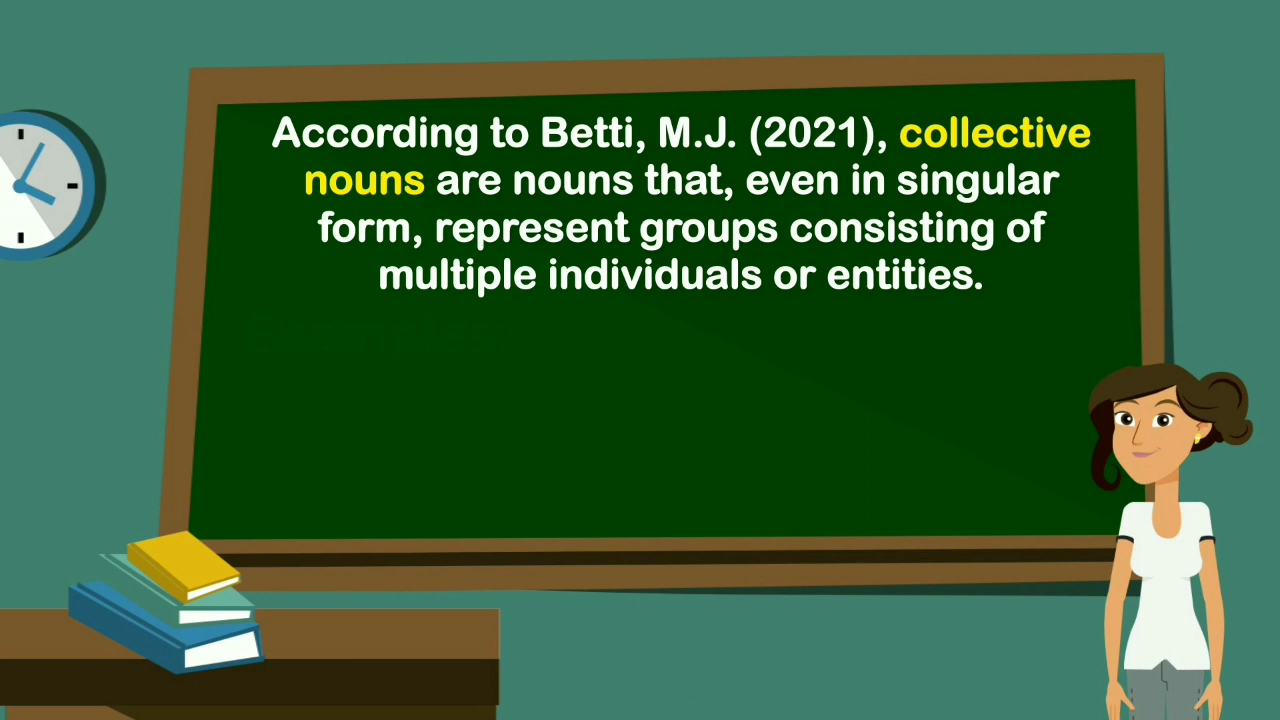 According to Betti, M.J. (2021), collective
nouns are nouns that, even in singular
form, represent groups consisting of
multiple individuals or entities.
Examples: